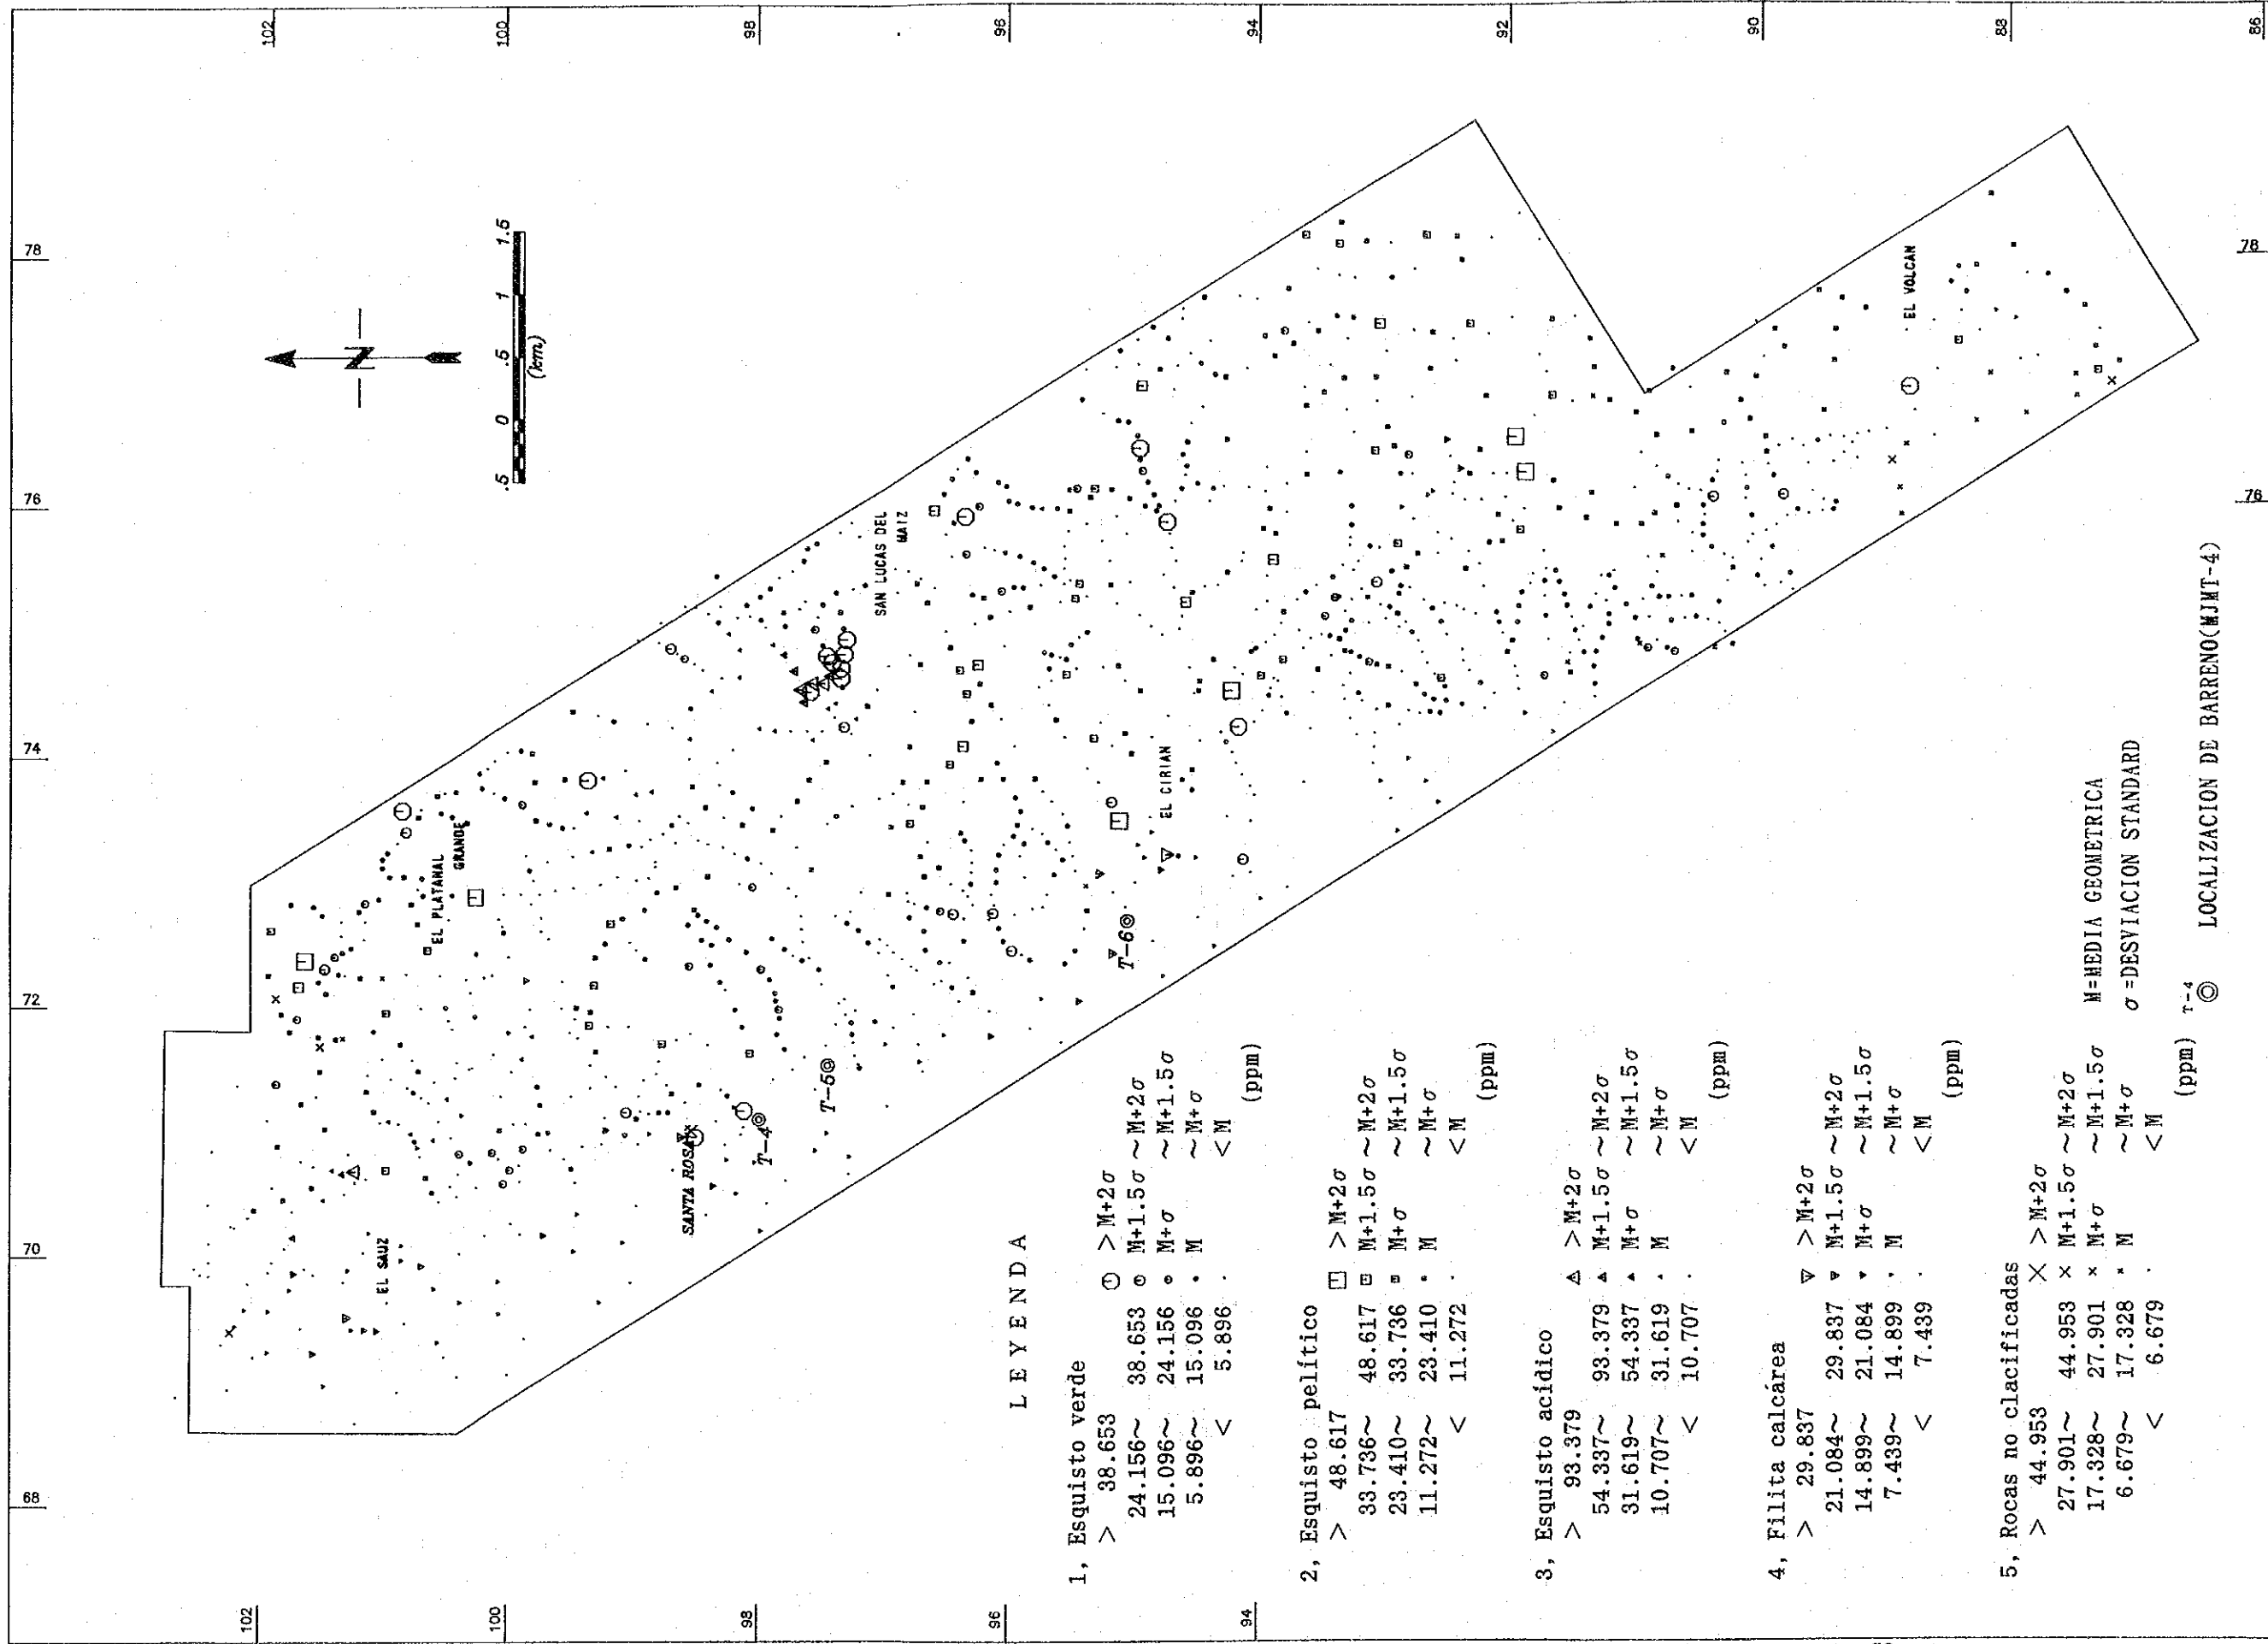 68
70
72
74
76
78
102
100
98
96
94
92
90
88
86
102
100
98
96
94
76
78
N
.5 0 .5 1 1.5
(km)
EL SAUZ
EL PLATANAL
GRANDE
SANTA ROSA
T-4
T-5
T-6
SAN LUCAS DEL
MAIZ
EL CIRIAN
EL VOLCAN
LEYENDA
1, Esquisto verde
> 38.653 > M+2σ
24.156~ 38.653 M+1.5σ ~M+2σ
15.096~ 24.156 M+σ ~M+1.5σ
5.896~ 15.096 M ~M+σ
< 5.896 < M
(ppm)
2, Esquisto pelítico
> 48.617 > M+2σ
33.736~ 48.617 M+1.5σ ~M+2σ
23.410~ 33.736 M+σ ~M+1.5σ
11.272~ 23.410 M ~M+σ
< 11.272 < M
(ppm)
3, Esquisto acídico
> 93.379 > M+2σ
54.337~ 93.379 M+1.5σ ~M+2σ
31.619~ 54.337 M+σ ~M+1.5σ
10.707~ 31.619 M ~M+σ
< 10.707 < M
(ppm)
4, Filita calcárea
> 29.837 > M+2σ
21.084~ 29.837 M+1.5σ ~M+2σ
14.899~ 21.084 M+σ ~M+1.5σ
7.439~ 14.899 M ~M+σ
< 7.439 < M
(ppm)
5, Rocas no clacificadas
> 44.953 > M+2σ
27.901~ 44.953 M+1.5σ ~M+2σ
17.328~ 27.901 M+σ ~M+1.5σ
6.679~ 17.328 M ~M+σ
< 6.679 < M
(ppm)
M=MEDIA GEOMETRICA
σ=DESVIACION STANDARD
T-4
LOCALIZACION DE BARRENO(MJMT-4)